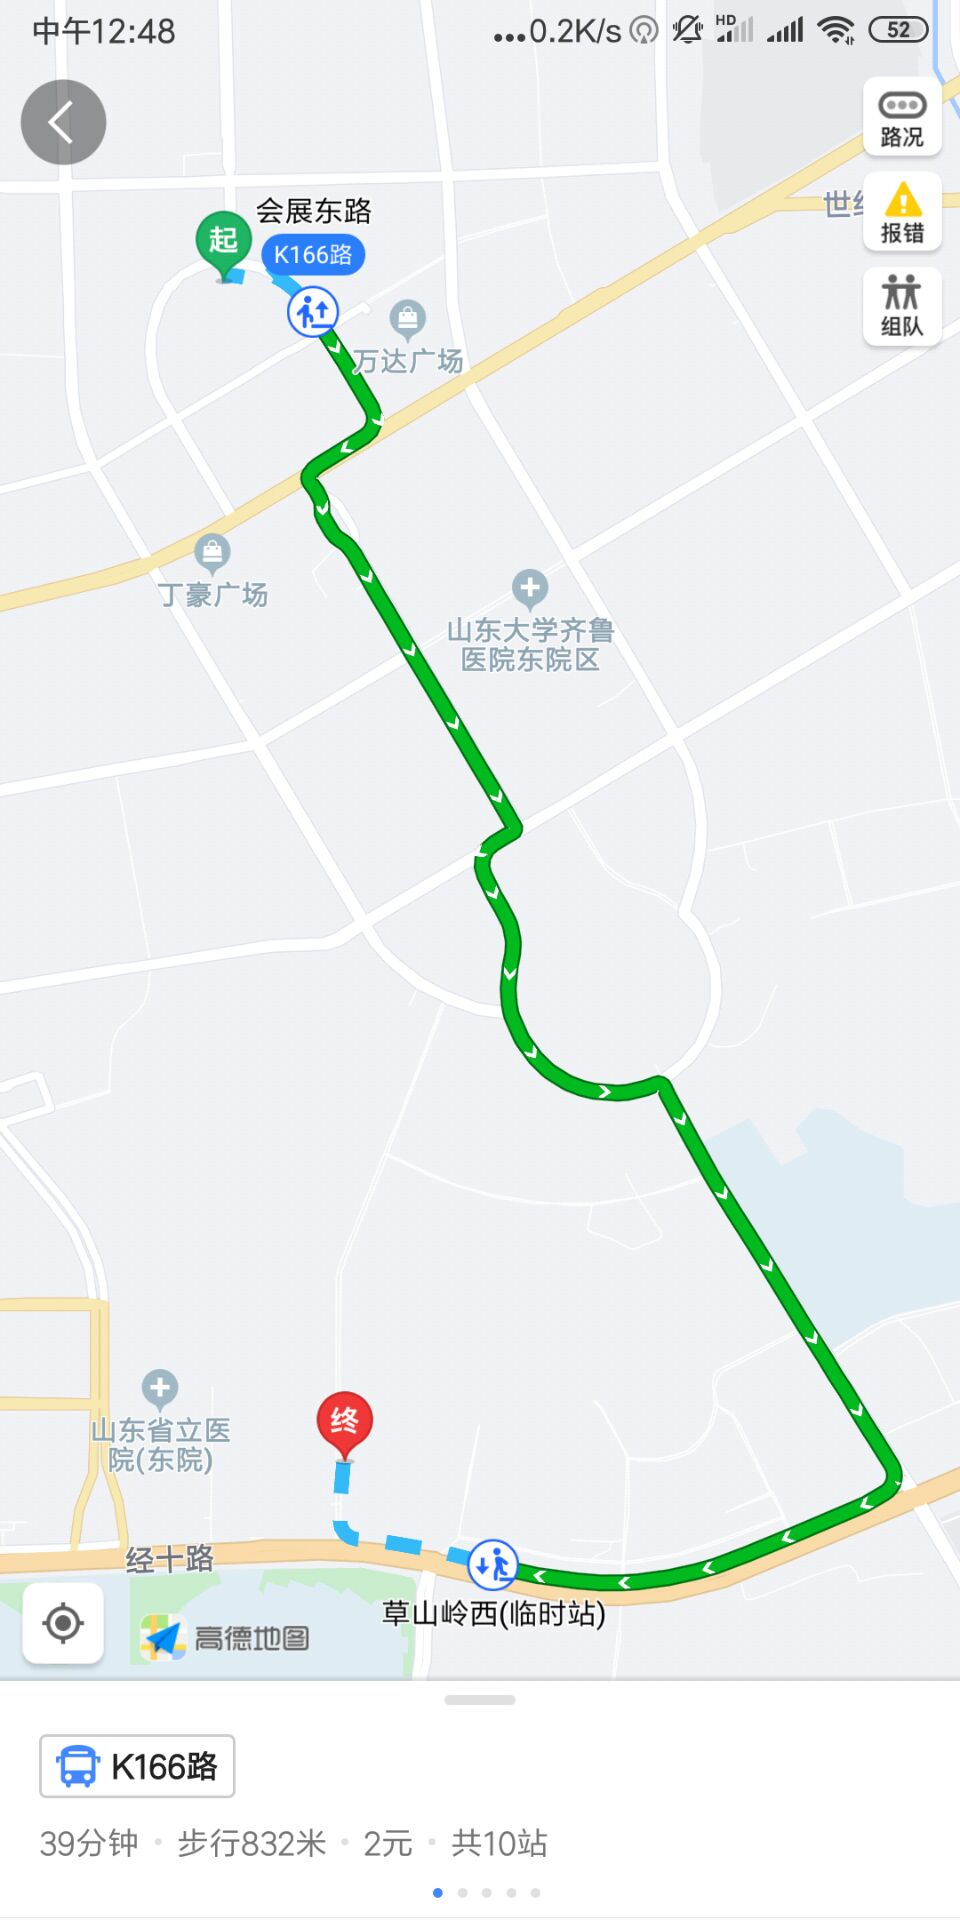 中午12:48
...0.2K/s
HD
52
路况
世纪
报错
组队
会展东路
起
K166路
万达广场
丁豪广场
山东大学齐鲁
医院东院区
山东省立医
院(东院)
终
经十路
草山岭西(临时站)
高德地图
K166路
39分钟 · 步行832米 · 2元 · 共10站